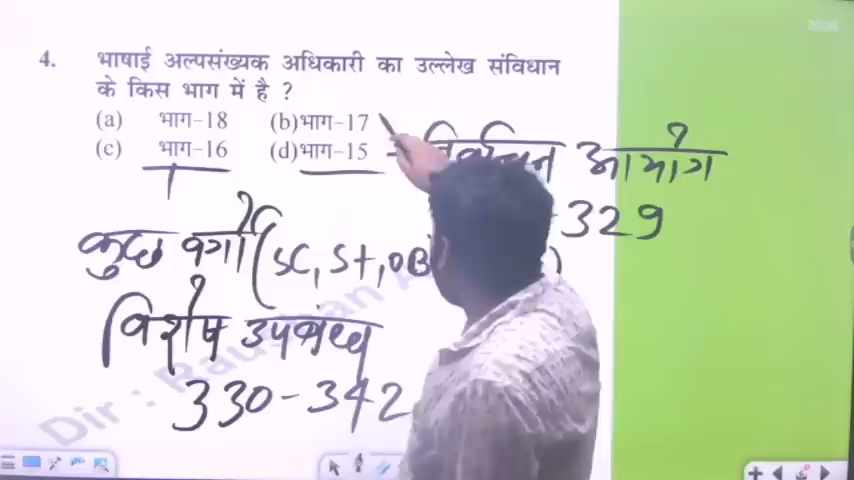 4. भाषाई अल्पसंख्यक अधिकारी का उल्लेख संविधान
के किस भाग में है ?
(a) भाग-18 (b) भाग-17
(c) भाग-16 (d) भाग-15 - आयोग
329
कुछ वर्गों (SC, ST, OB
विशेष उपबंध
330-342
Dir :